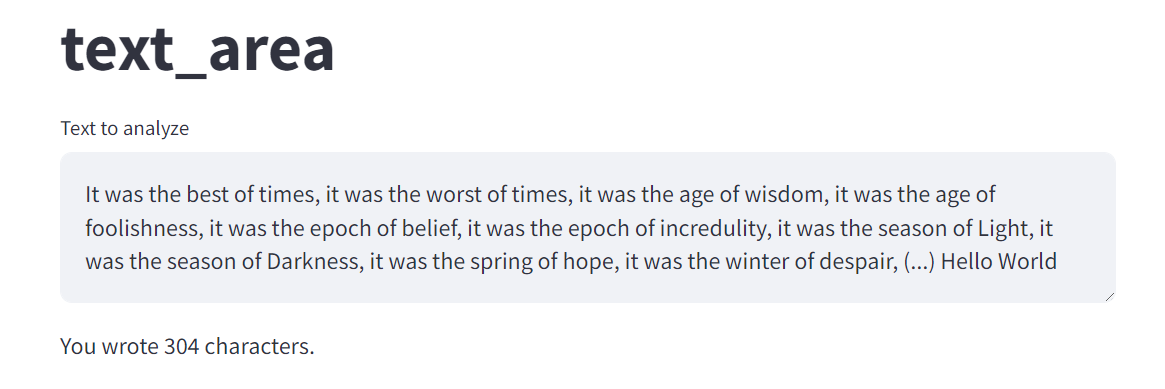 text_area
Text to analyze
It was the best of times, it was the worst of times, it was the age of wisdom, it was the age of
foolishness, it was the epoch of belief, it was the epoch of incredulity, it was the season of Light, it
was the season of Darkness, it was the spring of hope, it was the winter of despair, (...) Hello World
You wrote 304 characters.